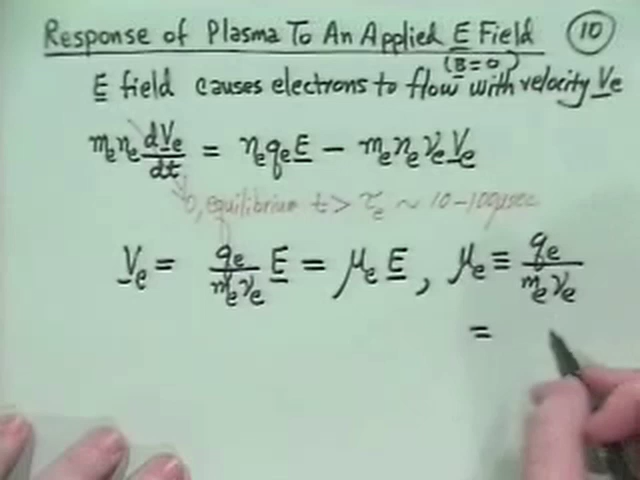 Response of Plasma To An Applied E Field 10
(B = 0)
E field causes electrons to flow with velocity Ve
mene dVe/dt = neqeE − meneνeVe
0, equilibrium t > τe ~ 10-100μsec
Ve = qe/meνe E = μe E, μe ≡ qe/meνe
=